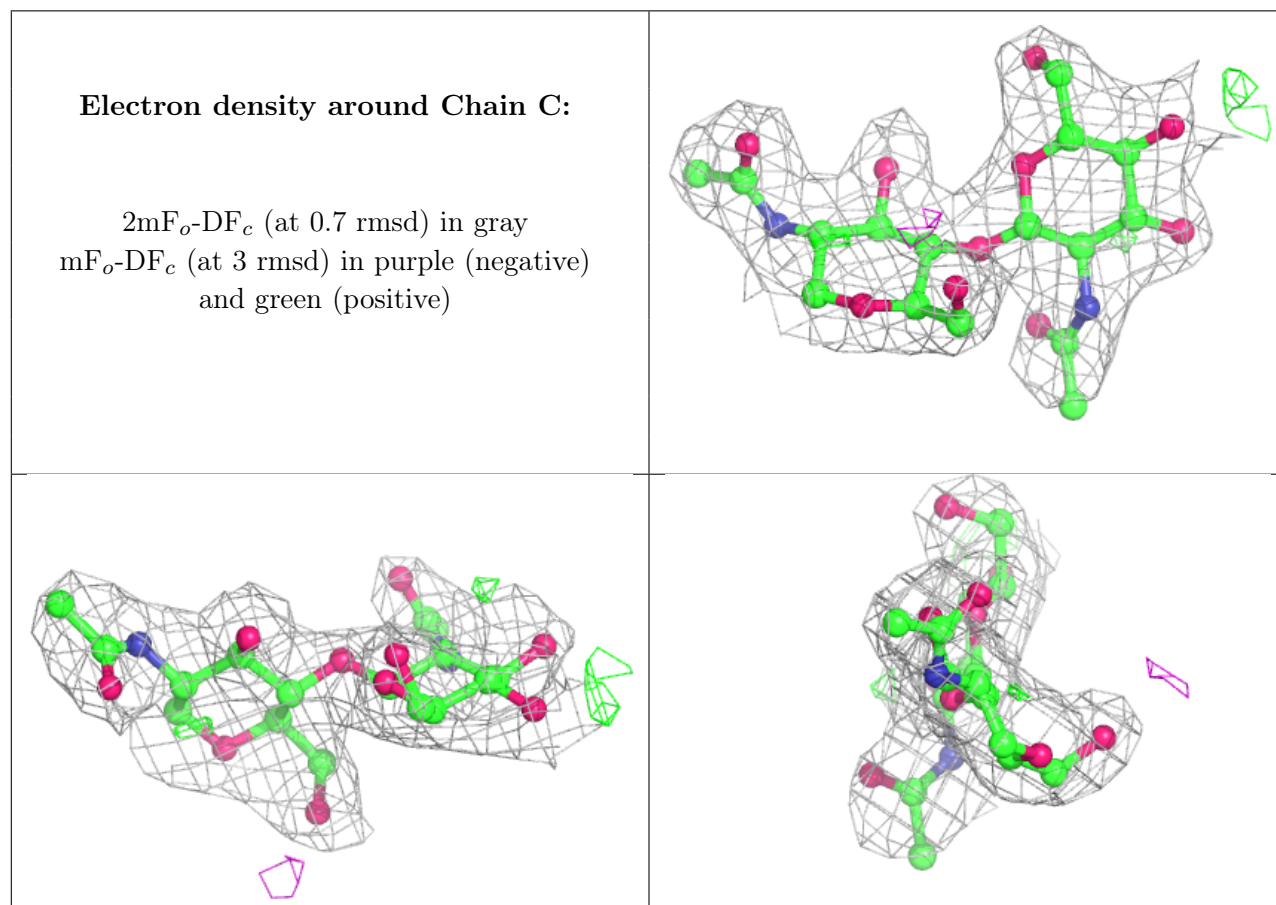 Electron density around Chain C:
2mFo-DFc (at 0.7 rmsd) in gray
mFo-DFc (at 3 rmsd) in purple (negative)
and green (positive)